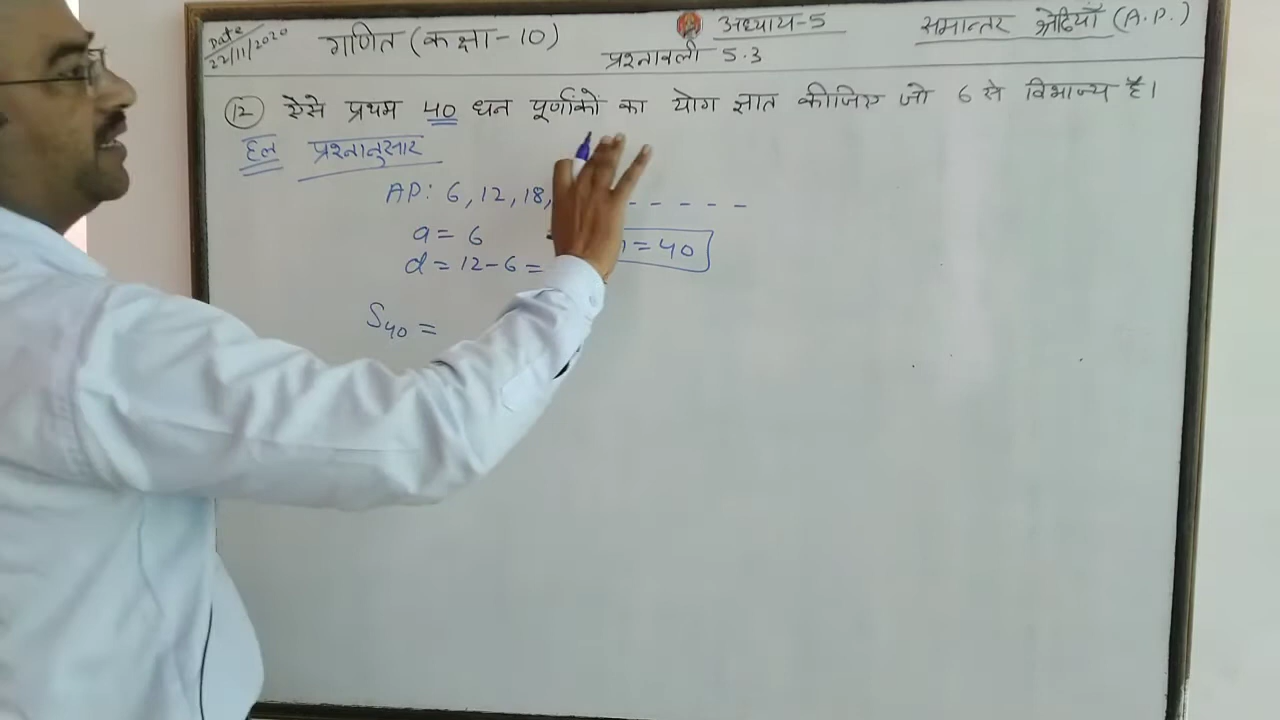 Date 22/11/2020
गणित (कक्षा-10)
अध्याय-5
प्रश्नावली 5.3
समान्तर श्रेढियाँ (A.P.)
12 ऐसे प्रथम 40 धन पूर्णांको का योग ज्ञात कीजिए जो 6 से विभाज्य है।
हल प्रश्नानुसार
AP: 6, 12, 18, - - - - -
a = 6
= 40
d = 12-6 =
S40 =